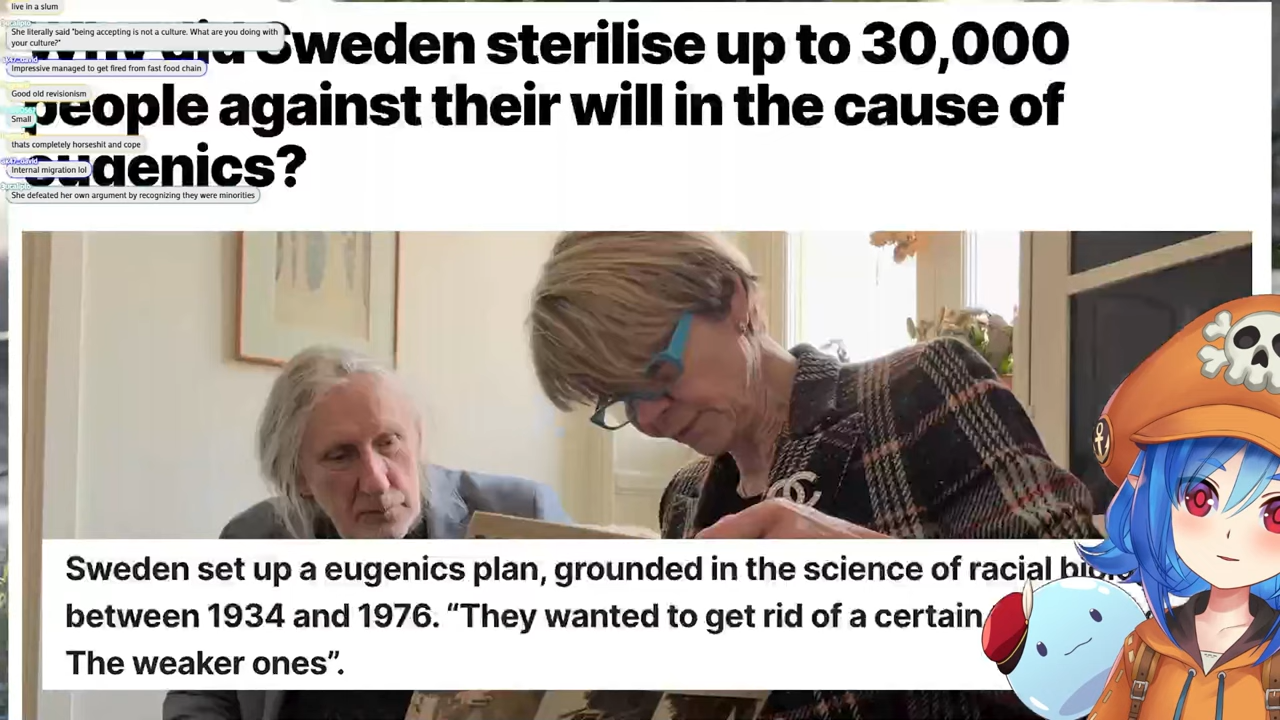 live in a slum
She literally said "being accepting is not a culture. What are you doing with
your culture?"
Impressive managed to get fired from fast food chain
Good old revisionism
Small
thats completely horseshit and cope
Internal migration lol
She defeated her own argument by recognizing they were minorities
Why did Sweden sterilise up to 30,000
people against their will in the cause of
eugenics?
Sweden set up a eugenics plan, grounded in the science of racial
between 1934 and 1976. “They wanted to get rid of a certain
The weaker ones”.